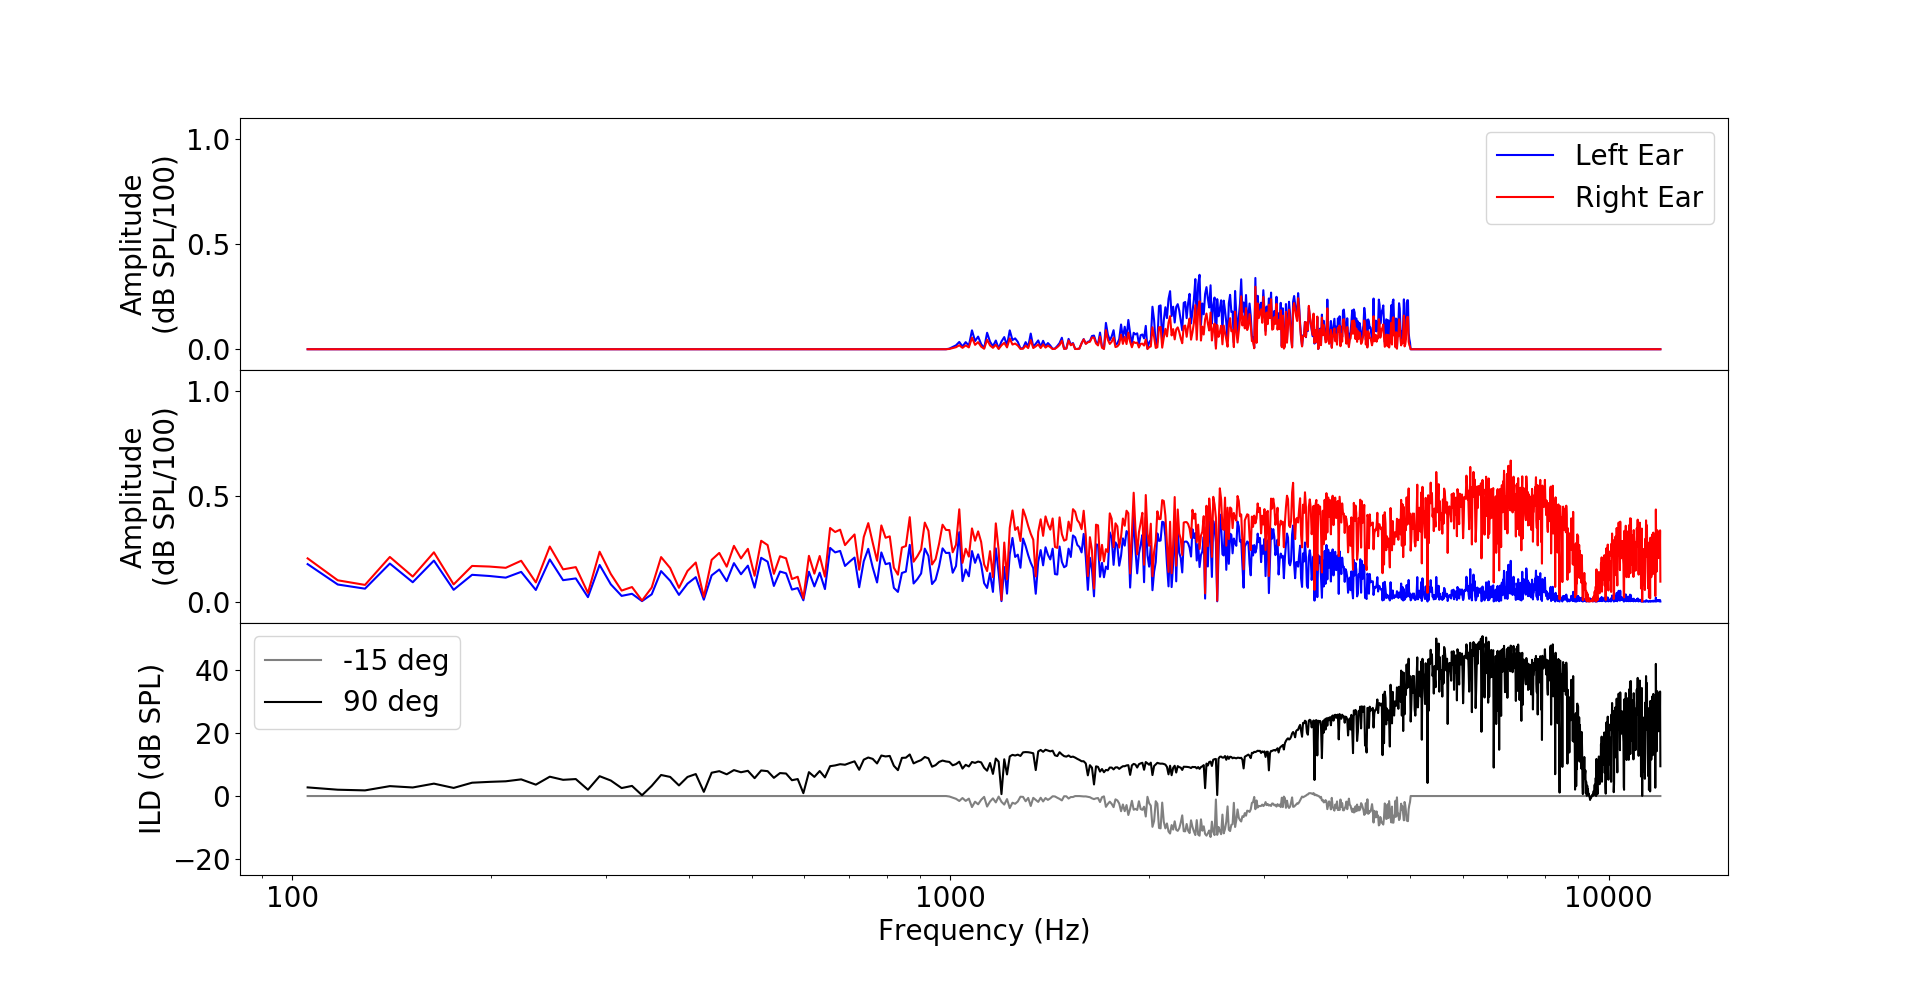 Amplitude
(dB SPL/100)
1.0
0.5
0.0
Left Ear
Right Ear
Amplitude
(dB SPL/100)
1.0
0.5
0.0
ILD (dB SPL)
40
20
0
−20
-15 deg
90 deg
100
1000
10000
Frequency (Hz)